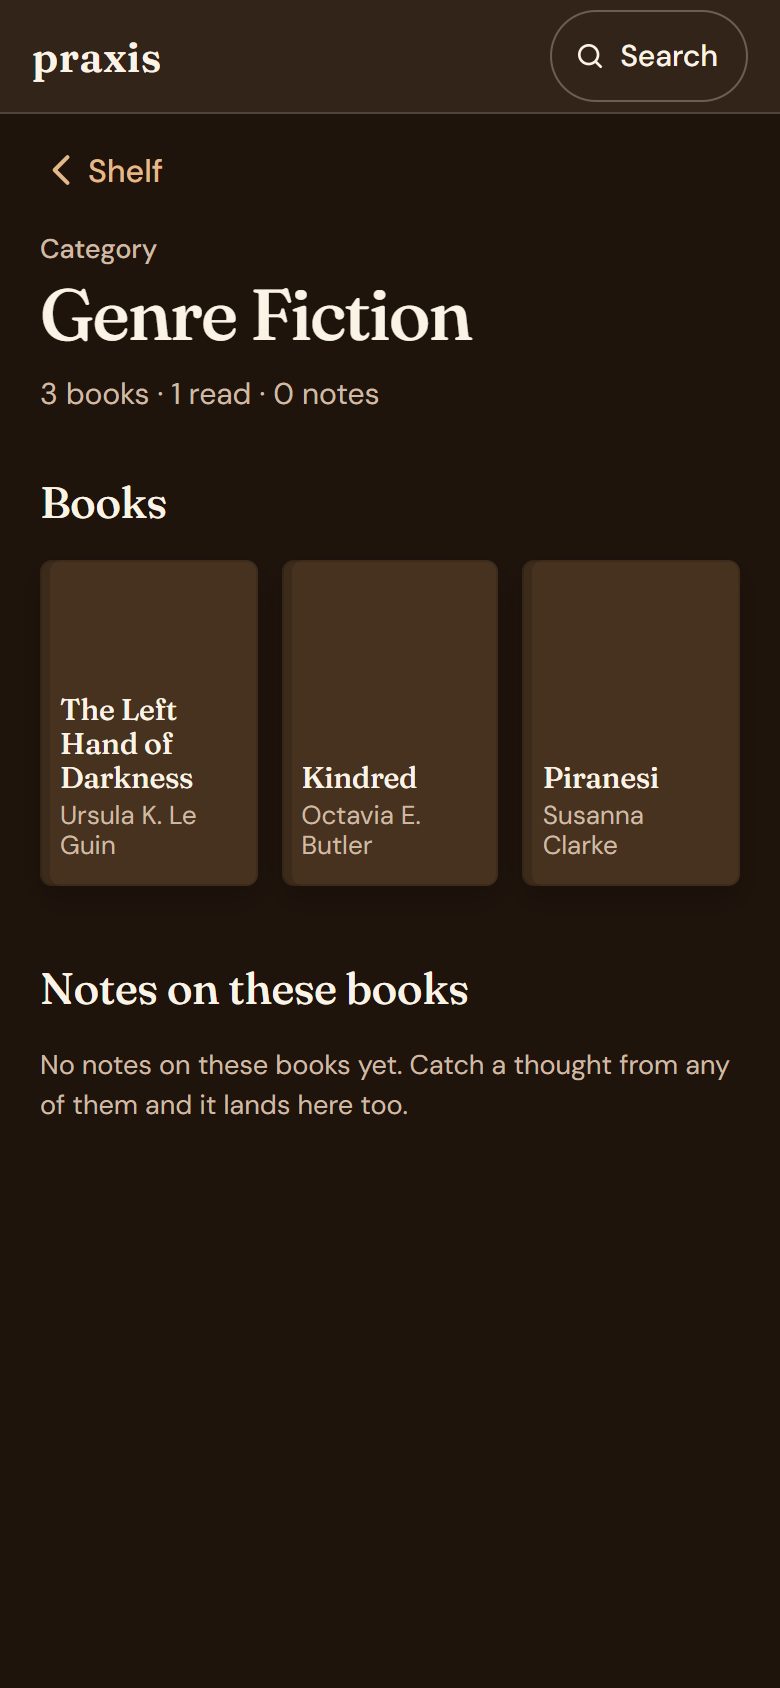 praxis
Search
Shelf
Category
Genre Fiction
3 books · 1 read · 0 notes
Books
The Left
Hand of
Darkness
Ursula K. Le
Guin
Kindred
Octavia E.
Butler
Piranesi
Susanna
Clarke
Notes on these books
No notes on these books yet. Catch a thought from any
of them and it lands here too.